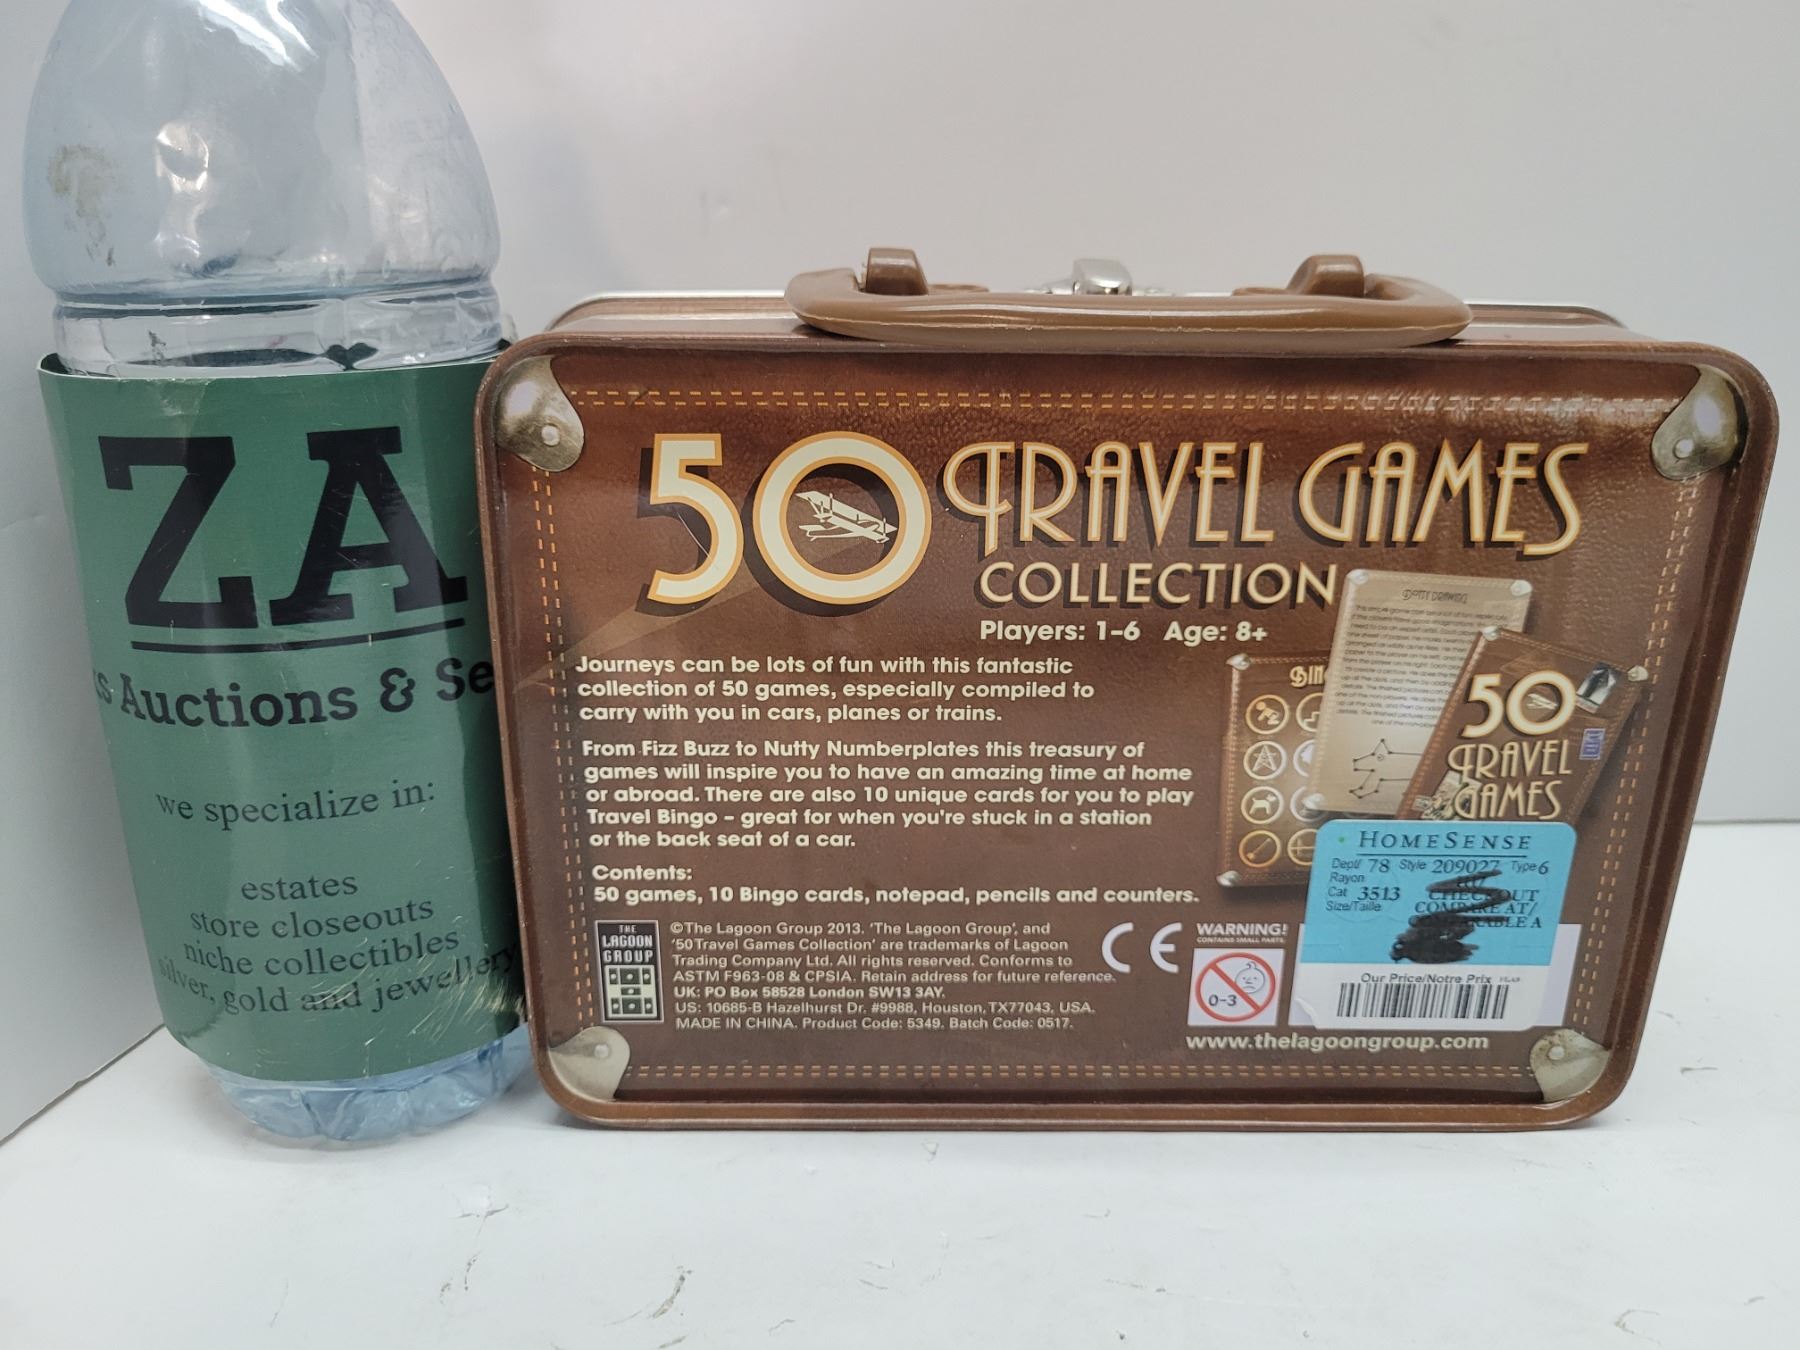 ZA
s Auctions & Se
we specialize in:
estates
store closeouts
niche collectibles
silver, gold and jewellery
50 TRAVEL GAMES
COLLECTION
Players: 1-6 Age: 8+
Journeys can be lots of fun with this fantastic
collection of 50 games, especially compiled to
carry with you in cars, planes or trains.
From Fizz Buzz to Nutty Numberplates this treasury of
games will inspire you to have an amazing time at home
or abroad. There are also 10 unique cards for you to play
Travel Bingo – great for when you're stuck in a station
or the back seat of a car.
Contents:
50 games, 10 Bingo cards, notepad, pencils and counters.
THE
LAGOON
GROUP
©The Lagoon Group 2013. 'The Lagoon Group', and
'50 Travel Games Collection' are trademarks of Lagoon
Trading Company Ltd. All rights reserved. Conforms to
ASTM F963-08 & CPSIA. Retain address for future reference.
UK: PO Box 58528 London SW13 3AY.
US: 10685-B Hazelhurst Dr. #9988, Houston, TX77043, USA.
MADE IN CHINA. Product Code: 5349. Batch Code: 0517.
CE
WARNING!
CONTAINS SMALL PARTS.
0-3
www.thelagoongroup.com
BIN
DOTTY DRAWING
50
TRAVEL
GAMES
HOMESENSE
Dept/ 78 Style 209027 Type 6
Rayon
Cat 3513 CHECKOUT
Size/Taille COMPARE AT/
Our Price/Notre Prix